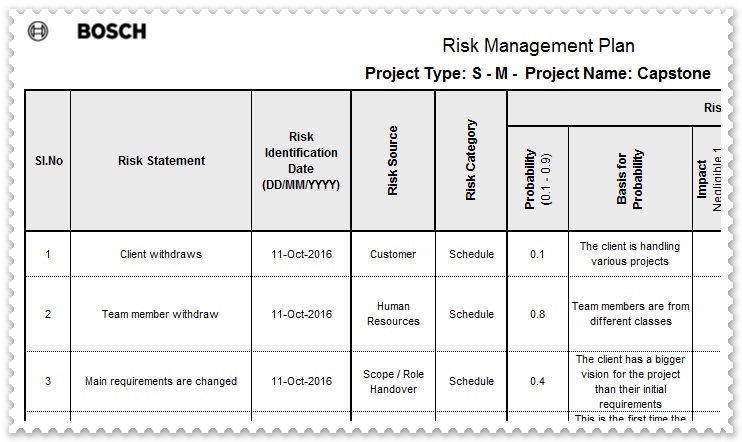 BOSCH
Risk Management Plan
Project Type: S - M - Project Name: Capstone
Sl.No
Risk Statement
Risk
Identification
Date
(DD/MM/YYYY)
Risk Source
Risk Category
Ris
Probability
(0.1 - 0.9)
Basis for
Probability
Impact
Negligible 1
1
Client withdraws
11-Oct-2016
Customer
Schedule
0.1
The client is handling
various projects
2
Team member withdraw
11-Oct-2016
Human
Resources
Schedule
0.8
Team members are from
different classes
3
Main requirements are changed
11-Oct-2016
Scope / Role
Handover
Schedule
0.4
The client has a bigger
vision for the project
than their initial
requirements
This is the first time the